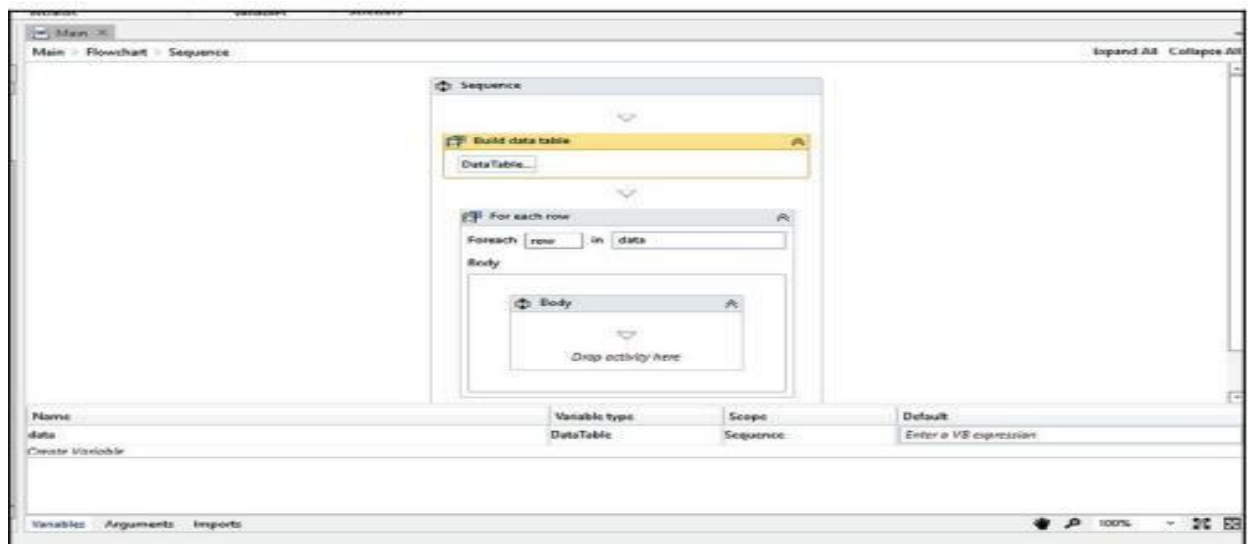 Main
Main > Flowchart > Sequence
Expand All Collapse All
Sequence
Build data table
DataTable...
For each row
Foreach row in data
Body
Body
Drop activity here
Name Variable type Scope Default
data DataTable Sequence Enter a VB expression
Create Variable
Variables Arguments Imports
100%